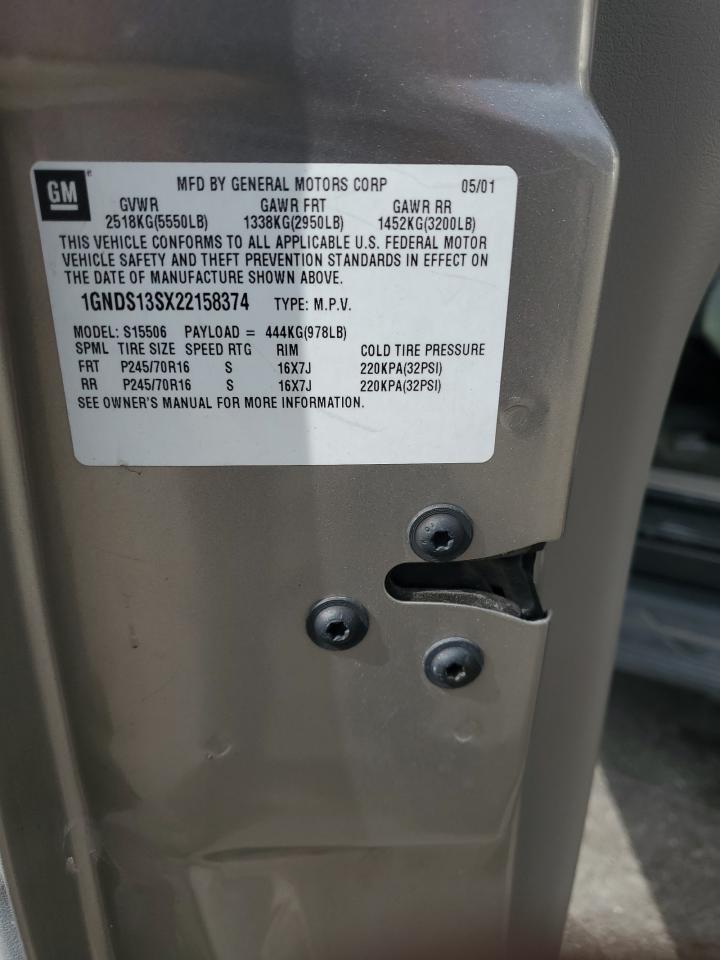 GM ®
MFD BY GENERAL MOTORS CORP 05/01
GVWR GAWR FRT GAWR RR
2518KG(5550LB) 1338KG(2950LB) 1452KG(3200LB)
THIS VEHICLE CONFORMS TO ALL APPLICABLE U.S. FEDERAL MOTOR
VEHICLE SAFETY AND THEFT PREVENTION STANDARDS IN EFFECT ON
THE DATE OF MANUFACTURE SHOWN ABOVE.
1GNDS13SX22158374 TYPE: M.P.V.
MODEL: S15506 PAYLOAD = 444KG(978LB)
SPML TIRE SIZE SPEED RTG RIM COLD TIRE PRESSURE
FRT P245/70R16 S 16X7J 220KPA(32PSI)
RR P245/70R16 S 16X7J 220KPA(32PSI)
SEE OWNER'S MANUAL FOR MORE INFORMATION.